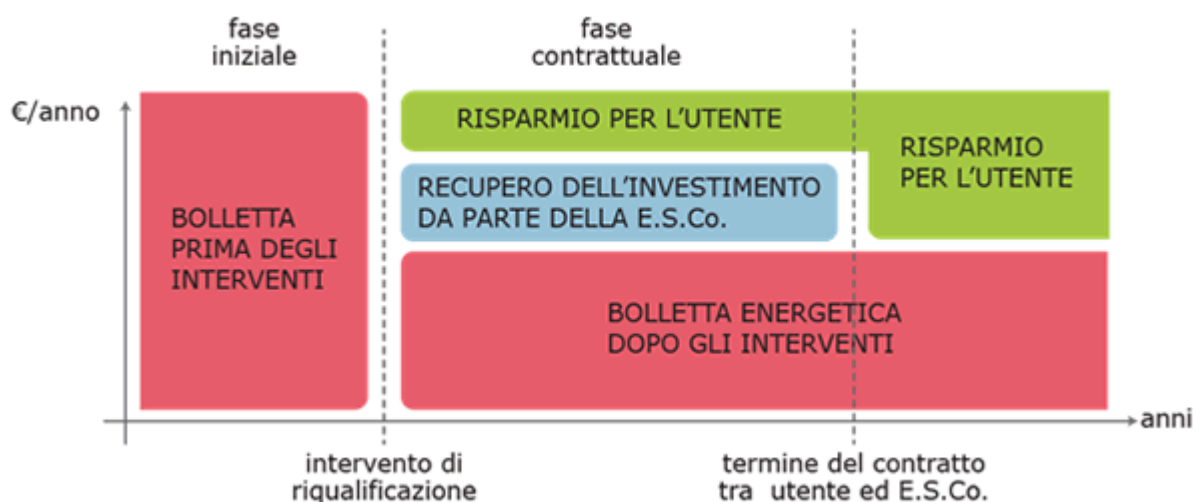 fase
iniziale
fase
contrattuale
€/anno
BOLLETTA
PRIMA DEGLI
INTERVENTI
RISPARMIO PER L'UTENTE
RECUPERO DELL'INVESTIMENTO
DA PARTE DELLA E.S.Co.
RISPARMIO
PER L'UTENTE
BOLLETTA ENERGETICA
DOPO GLI INTERVENTI
anni
intervento di
riqualificazione
termine del contratto
tra utente ed E.S.Co.